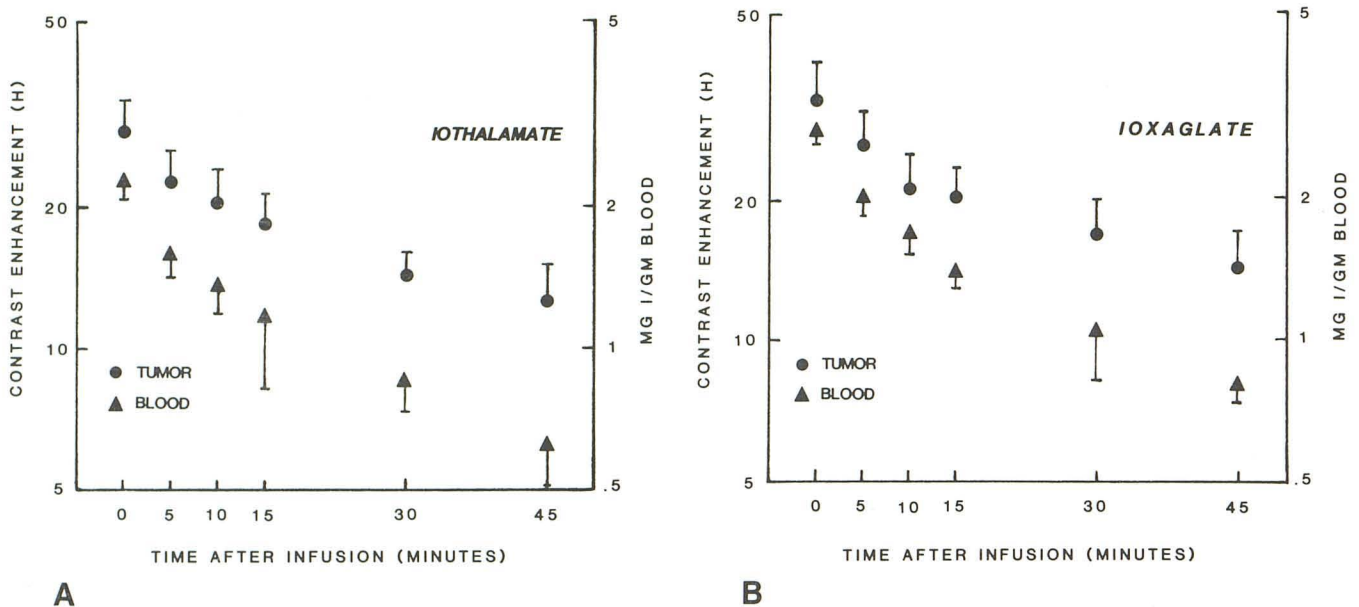 50
20
10
5
CONTRAST ENHANCEMENT (H)
5
2
1
.5
MG I/GM BLOOD
IOTHALAMATE
TUMOR
BLOOD
0 5 10 15 30 45
TIME AFTER INFUSION (MINUTES)
A
50
20
10
5
CONTRAST ENHANCEMENT (H)
5
2
1
.5
MG I/GM BLOOD
IOXAGLATE
TUMOR
BLOOD
0 5 10 15 30 45
TIME AFTER INFUSION (MINUTES)
B